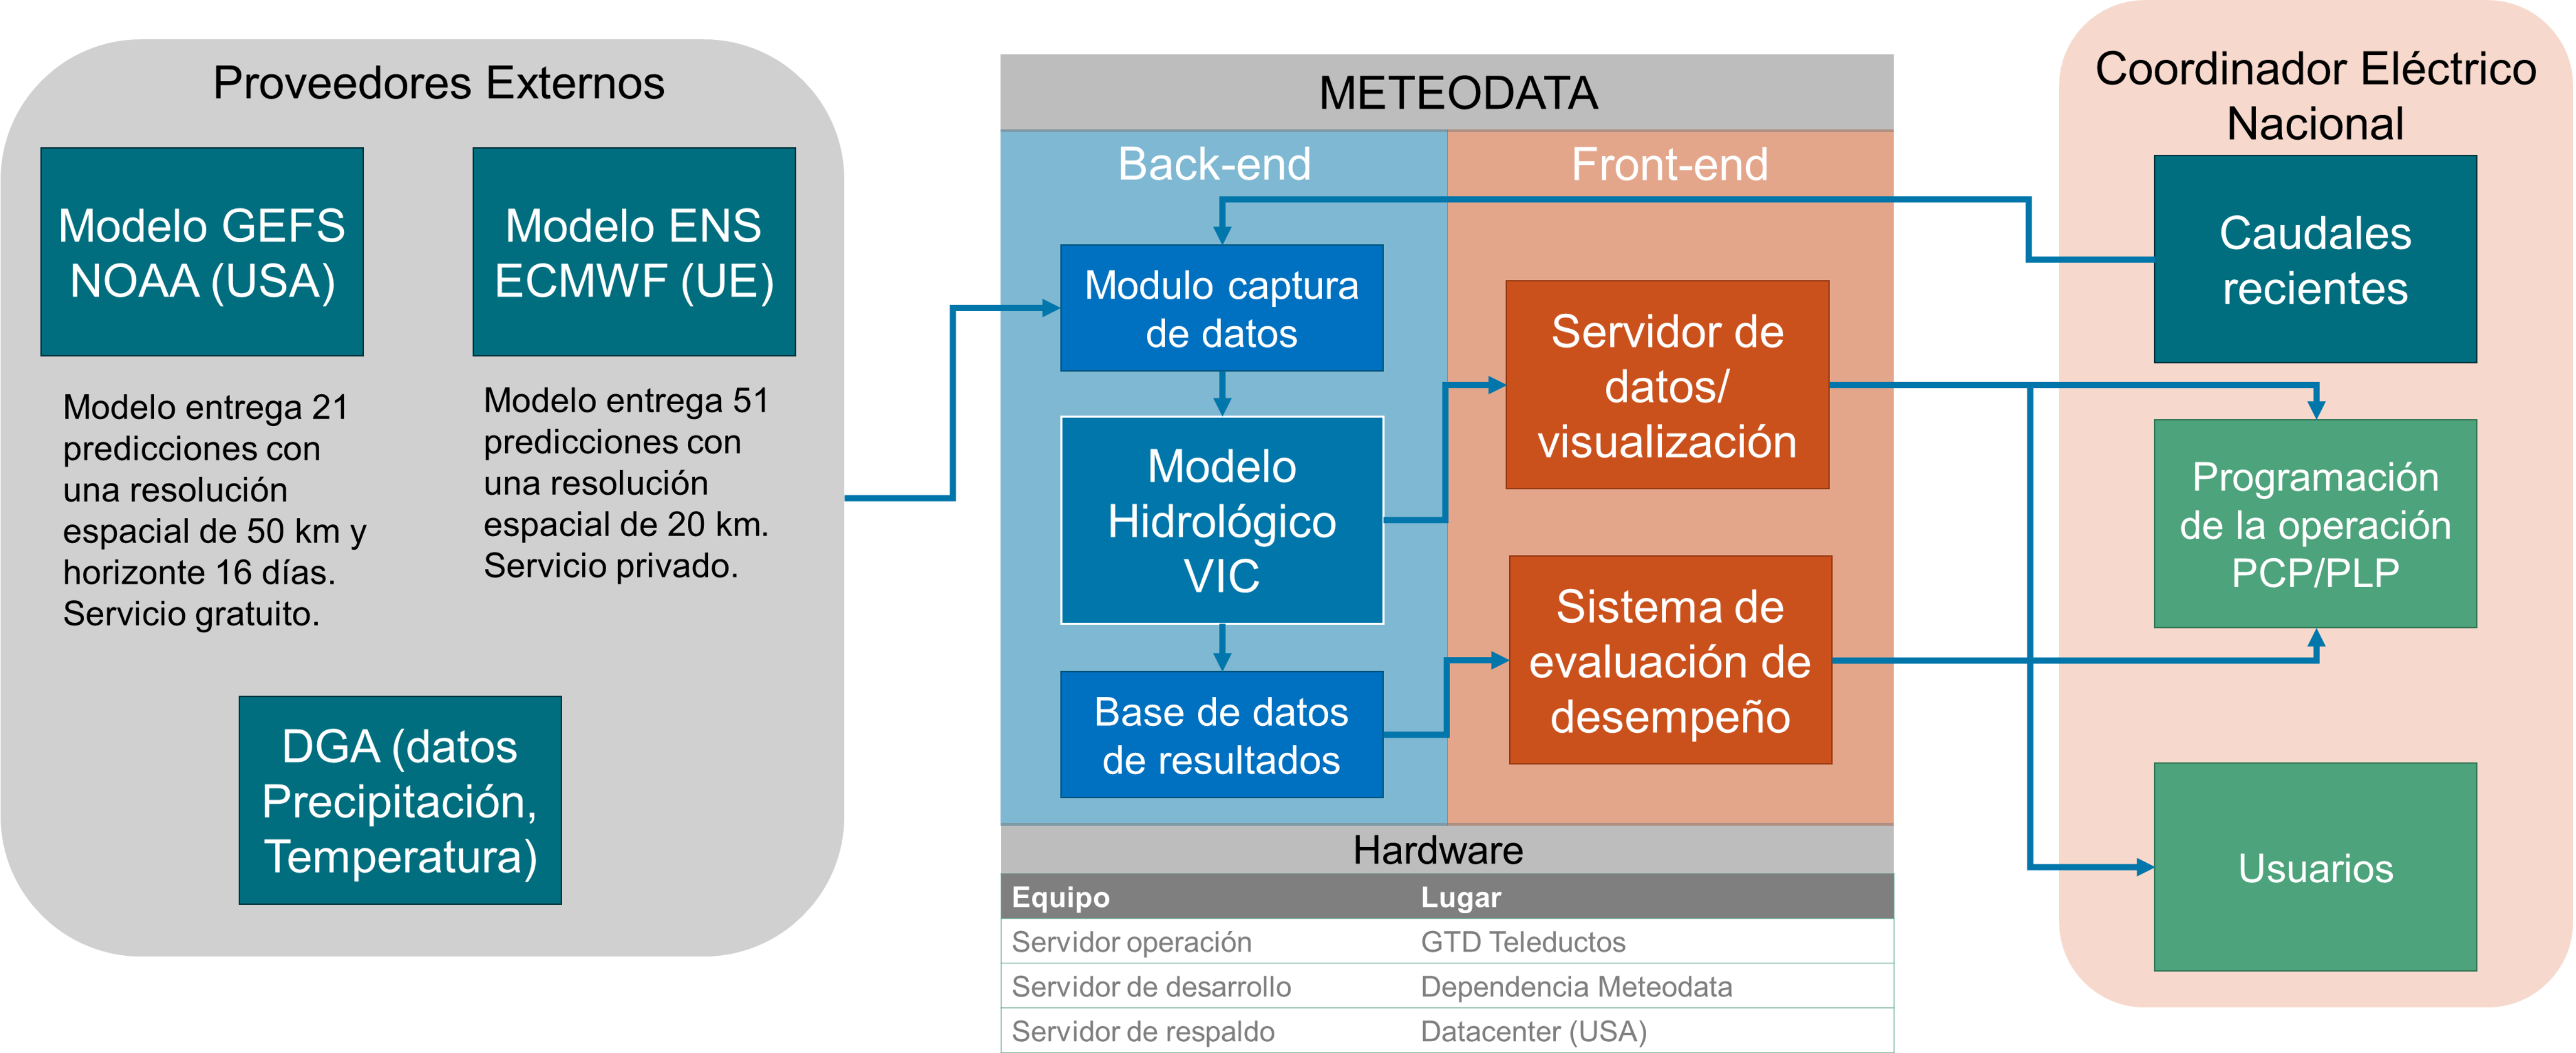 Proveedores Externos
Modelo GEFS
NOAA (USA)
Modelo ENS
ECMWF (UE)
Modelo entrega 21
predicciones con
una resolución
espacial de 50 km y
horizonte 16 días.
Servicio gratuito.
Modelo entrega 51
predicciones con
una resolución
espacial de 20 km.
Servicio privado.
DGA (datos
Precipitación,
Temperatura)
METEODATA
Back-end
Front-end
Modulo captura
de datos
Modelo
Hidrológico
VIC
Base de datos
de resultados
Servidor de
datos/
visualización
Sistema de
evaluación de
desempeño
Hardware
Equipo Lugar
Servidor operación GTD Teleductos
Servidor de desarrollo Dependencia Meteodata
Servidor de respaldo Datacenter (USA)
Coordinador Eléctrico
Nacional
Caudales
recientes
Programación
de la operación
PCP/PLP
Usuarios